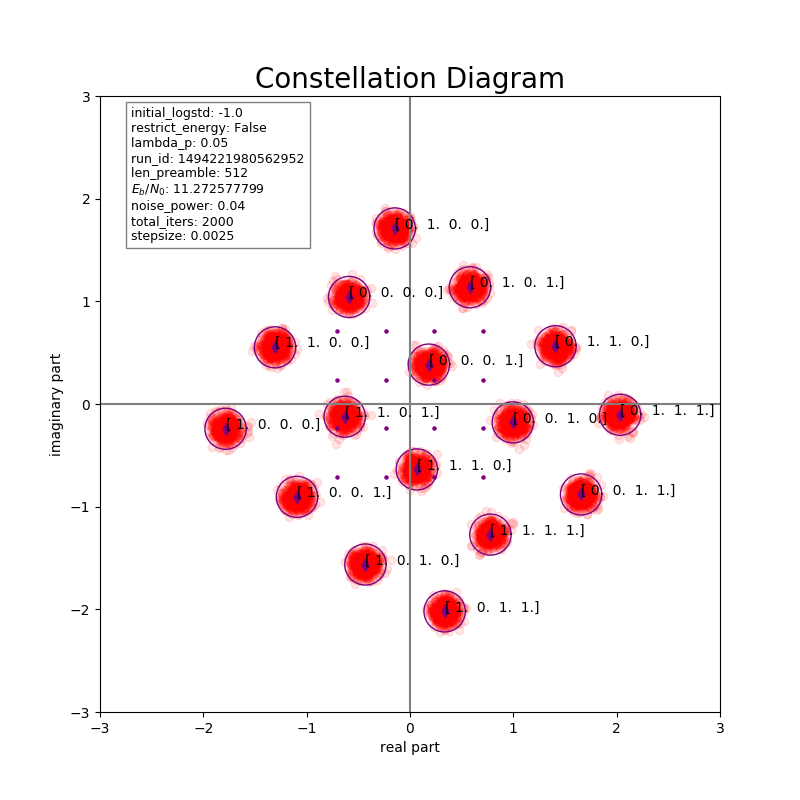 Constellation Diagram
initial_logstd: -1.0
restrict_energy: False
lambda_p: 0.05
run_id: 1494221980562952
len_preamble: 512
E_b/N_0: 11.272577799
noise_power: 0.04
total_iters: 2000
stepsize: 0.0025
[ 0. 1. 0. 0.]
[ 0. 1. 0. 1.]
[ 0. 0. 0. 0.]
[ 1. 1. 0. 0.]
[ 0. 1. 1. 0.]
[ 0. 0. 0. 1.]
[ 1. 1. 0. 1.]
[ 0. 1. 1. 1.]
[ 1. 0. 0. 0.]
[ 0. 0. 1. 0.]
[ 1. 1. 1. 0.]
[ 1. 0. 0. 1.]
[ 0. 0. 1. 1.]
[ 1. 1. 1. 1.]
[ 1. 0. 1. 0.]
[ 1. 0. 1. 1.]
3
2
1
0
−1
−2
−3
imaginary part
−3 −2 −1 0 1 2 3
real part